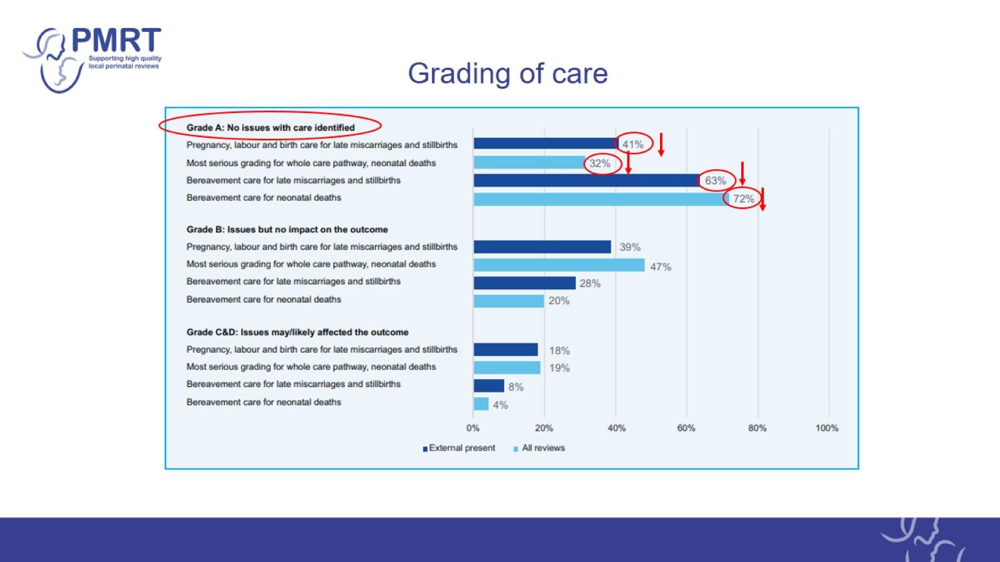 PMRT
Supporting high quality
local perinatal reviews
Grading of care
Grade A: No issues with care identified
Pregnancy, labour and birth care for late miscarriages and stillbirths 41%
Most serious grading for whole care pathway, neonatal deaths 32%
Bereavement care for late miscarriages and stillbirths 63%
Bereavement care for neonatal deaths 72%
Grade B: Issues but no impact on the outcome
Pregnancy, labour and birth care for late miscarriages and stillbirths 39%
Most serious grading for whole care pathway, neonatal deaths 47%
Bereavement care for late miscarriages and stillbirths 28%
Bereavement care for neonatal deaths 20%
Grade C&D: Issues may/likely affected the outcome
Pregnancy, labour and birth care for late miscarriages and stillbirths 18%
Most serious grading for whole care pathway, neonatal deaths 19%
Bereavement care for late miscarriages and stillbirths 8%
Bereavement care for neonatal deaths 4%
0% 20% 40% 60% 80% 100%
External present All reviews